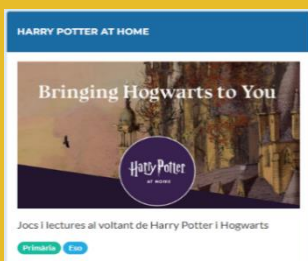 HARRY POTTER AT HOME
Bringing Hogwarts to You
Harry Potter
AT HOME
Jocs i lectures al voltant de Harry Potter i Hogwarts
Primària Eso